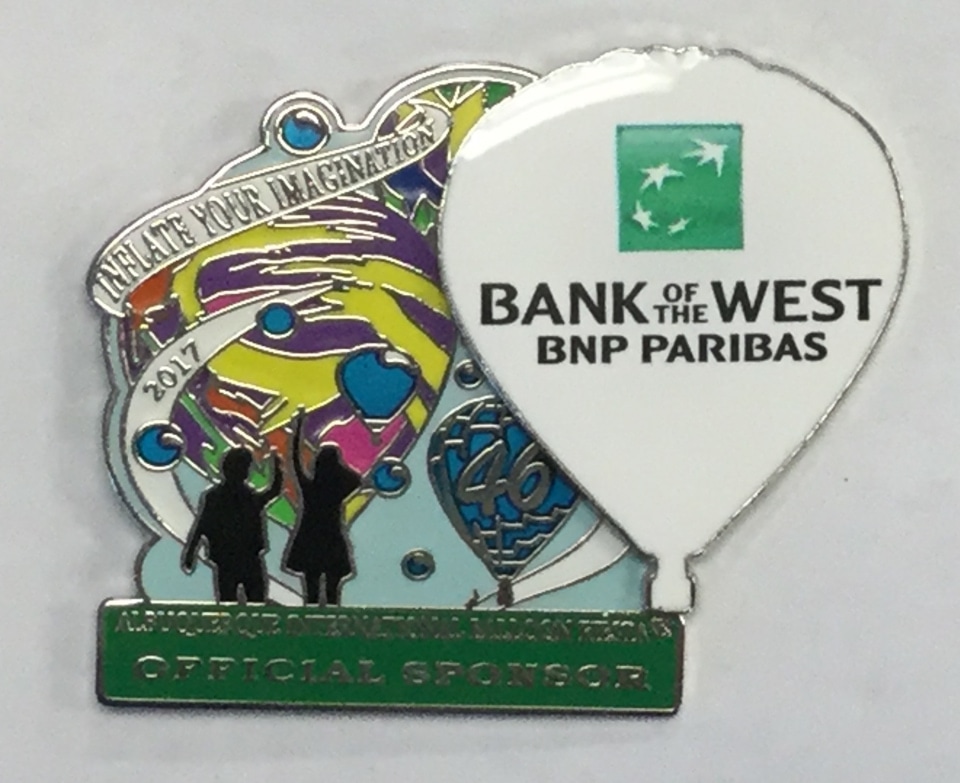 INFLATE YOUR IMAGINATION
2017
BANK OF THE WEST
BNP PARIBAS
46
ALBUQUERQUE INTERNATIONAL BALLOON FIESTA®
OFFICIAL SPONSOR